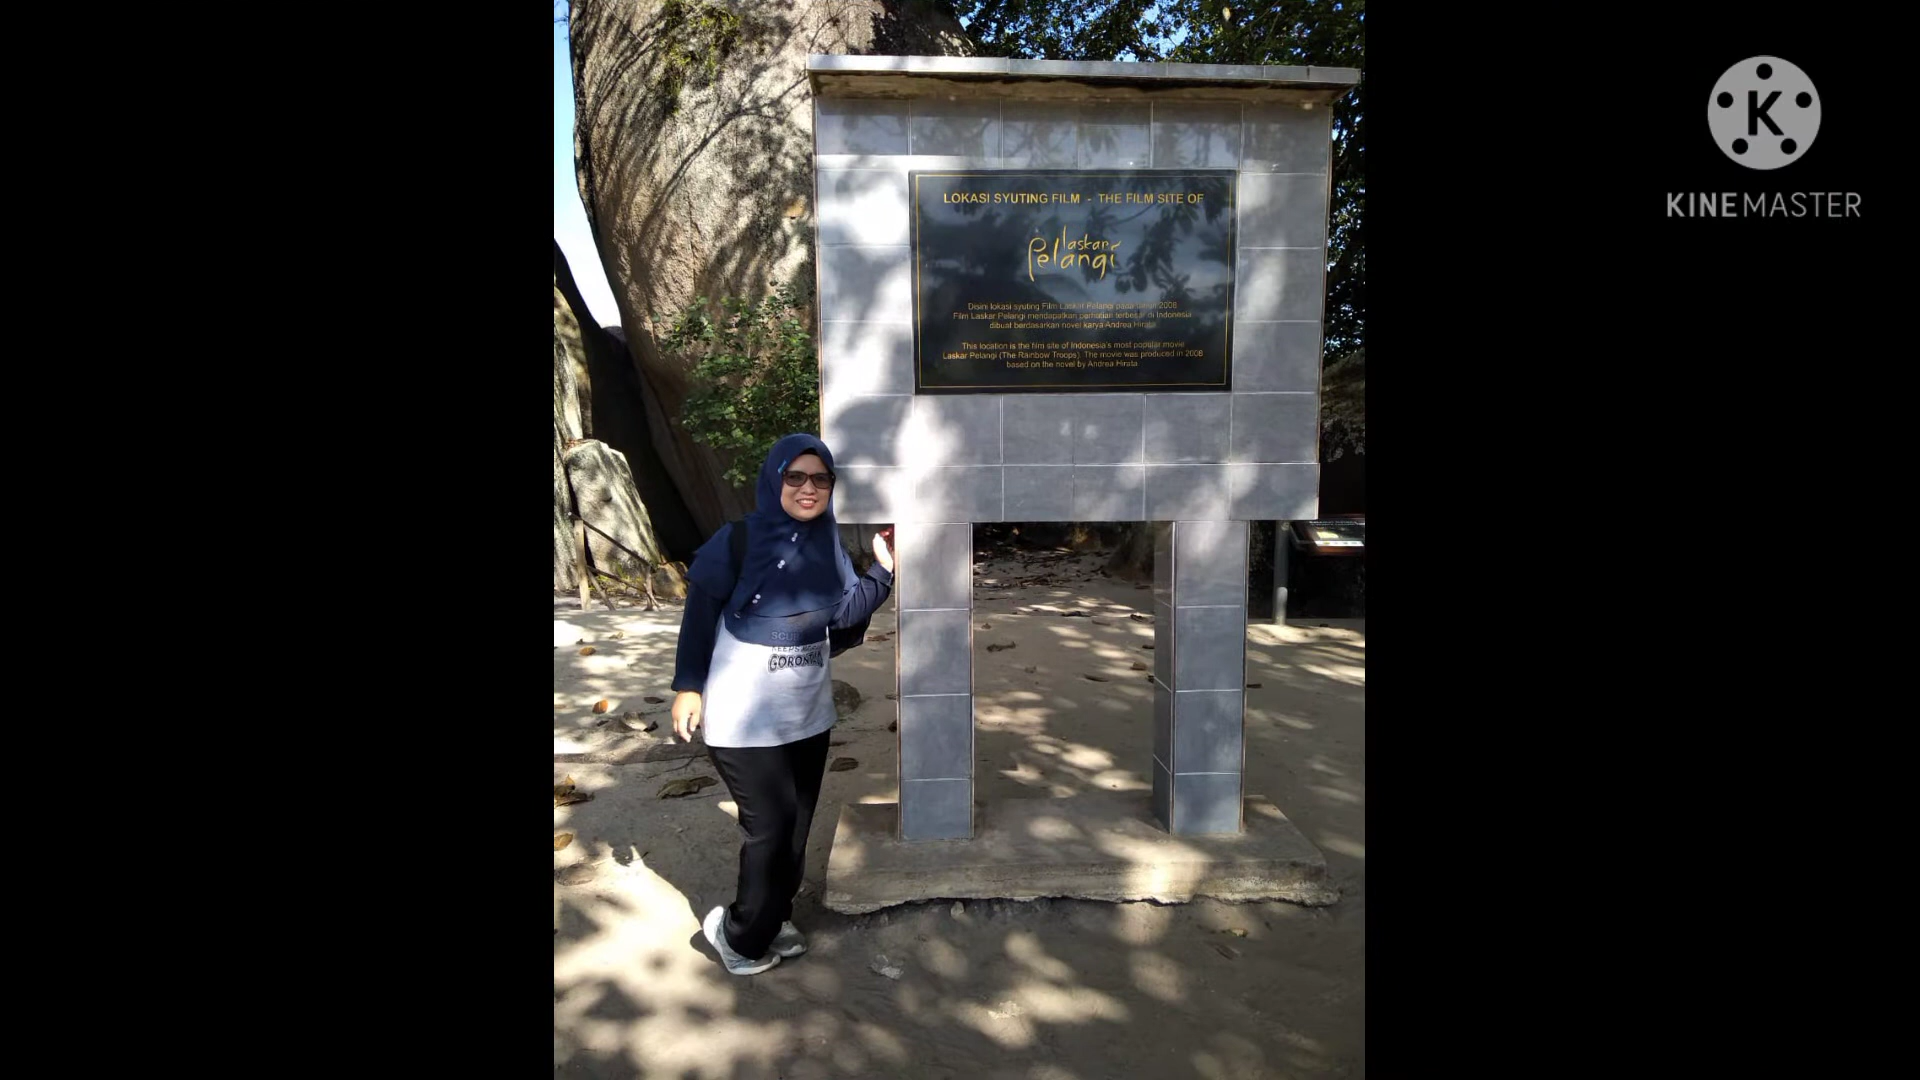 LOKASI SYUTING FILM - THE FILM SITE OF
laskar
Pelangi
Disini lokasi syuting Film Laskar Pelangi pada tahun 2008
Film Laskar Pelangi mendapatkan perhatian terbesar di Indonesia
dibuat berdasarkan novel karya Andrea Hirata
This location is the film site of Indonesia's most popular movie
Laskar Pelangi (The Rainbow Troops). The movie was produced in 2008
based on the novel by Andrea Hirata
GORONTALO
K
KINEMASTER